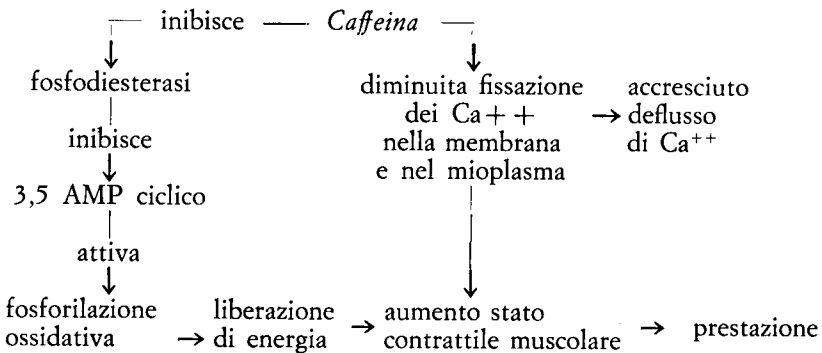 inibisce — Caffeina
fosfodiesterasi
inibisce
3,5 AMP ciclico
attiva
fosforilazione
ossidativa
liberazione
di energia
diminuita fissazione
dei Ca++
nella membrana
e nel mioplasma
accresciuto
deflusso
di Ca++
aumento stato
contrattile muscolare
prestazione